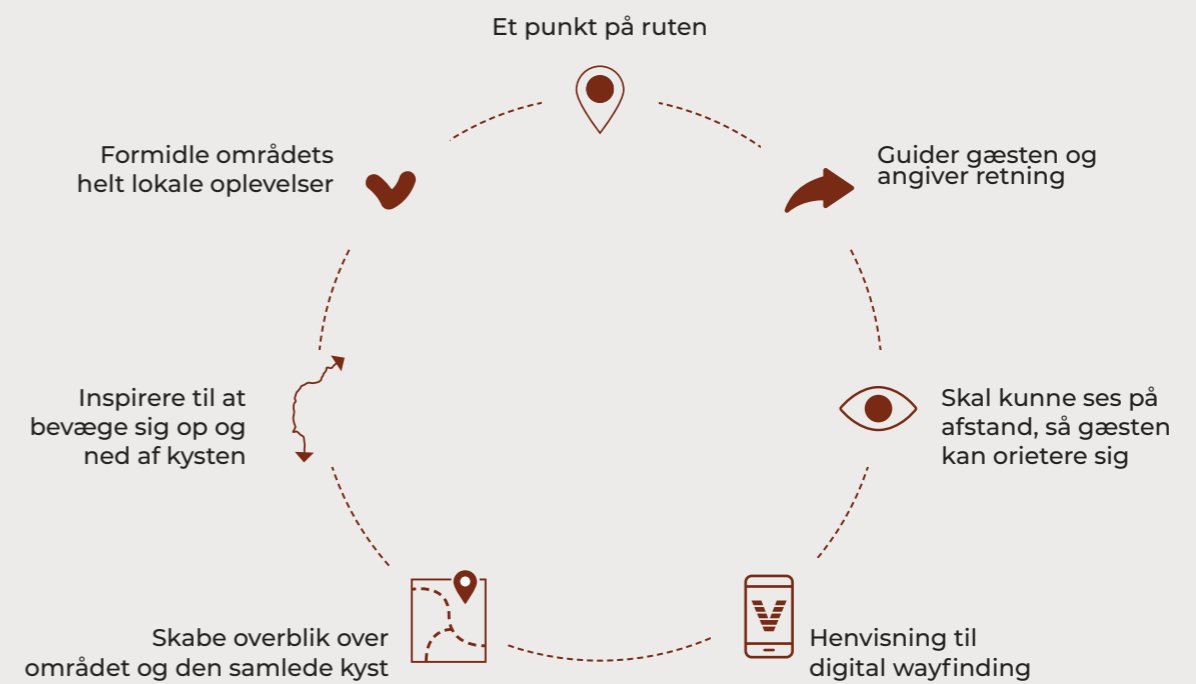 Et punkt på ruten
Guider gæsten og
angiver retning
Skal kunne ses på
afstand, så gæsten
kan orietere sig
Henvisning til
digital wayfinding
Skabe overblik over
området og den samlede kyst
Inspirere til at
bevæge sig op og
ned af kysten
Formidle områdets
helt lokale oplevelser